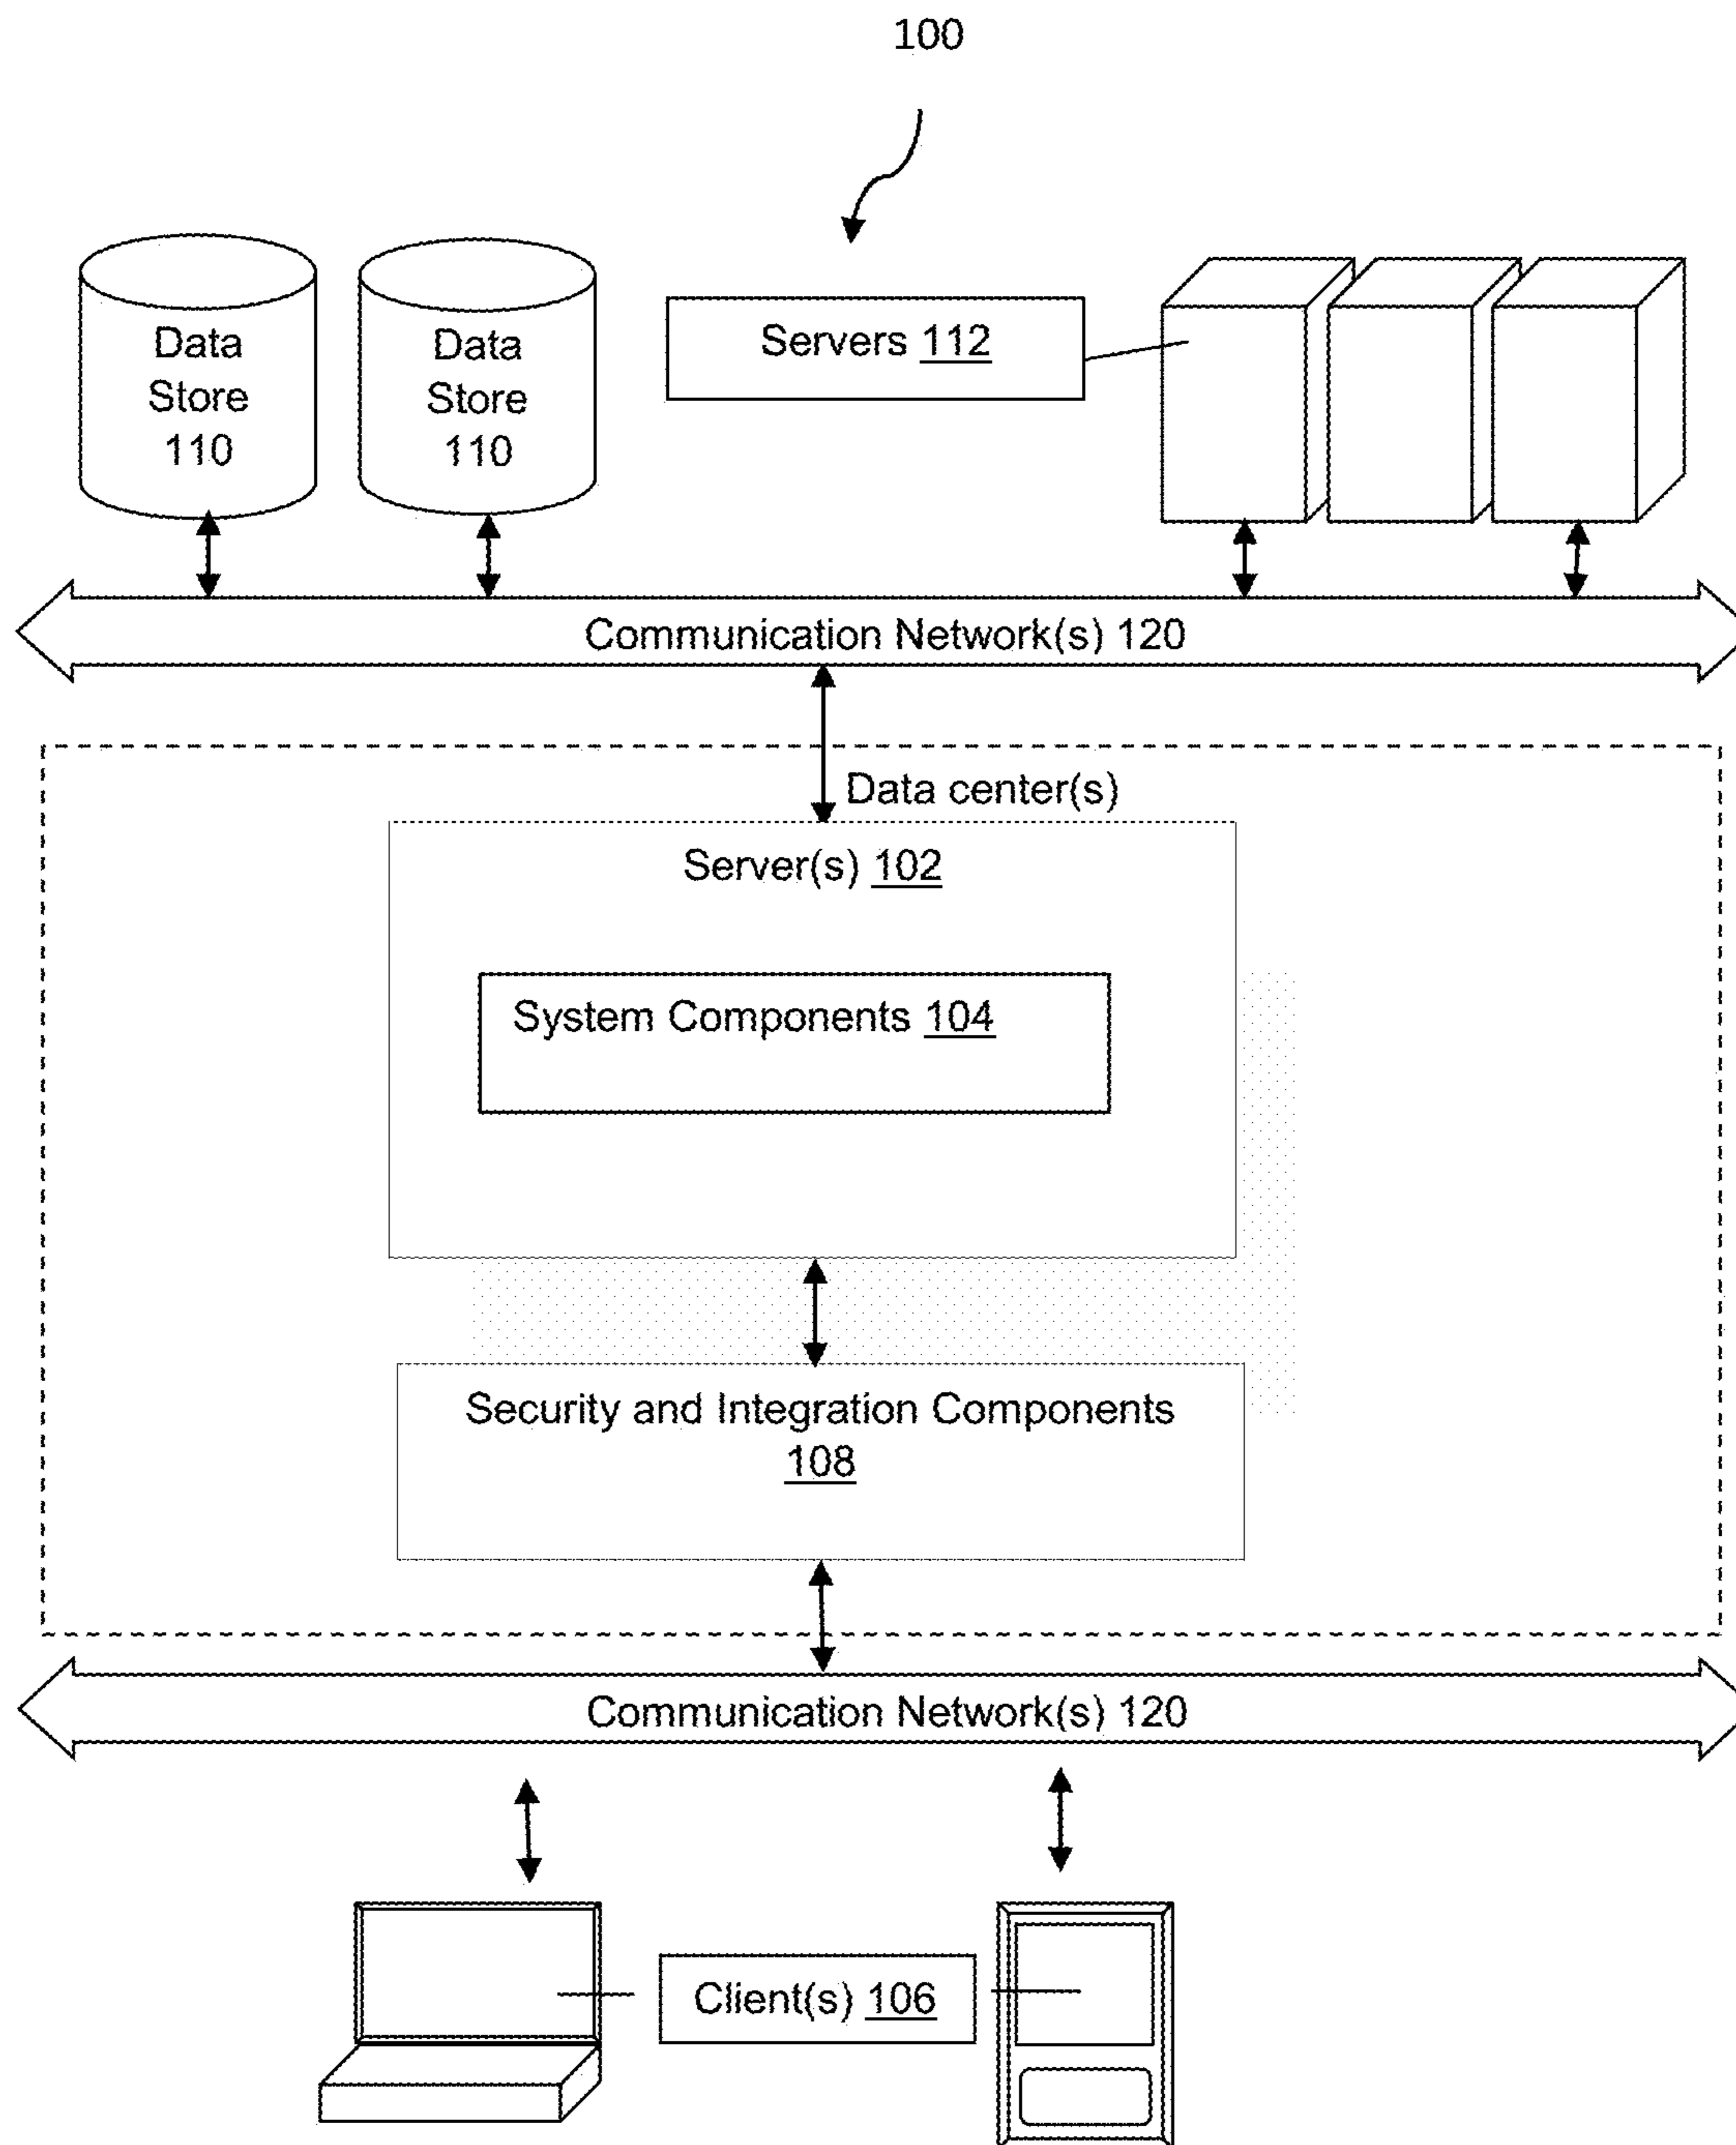 100
Data
Store
110
Data
Store
110
Servers 112
Communication Network(s) 120
Data center(s)
Server(s) 102
System Components 104
Security and Integration Components
108
Communication Network(s) 120
Client(s) 106